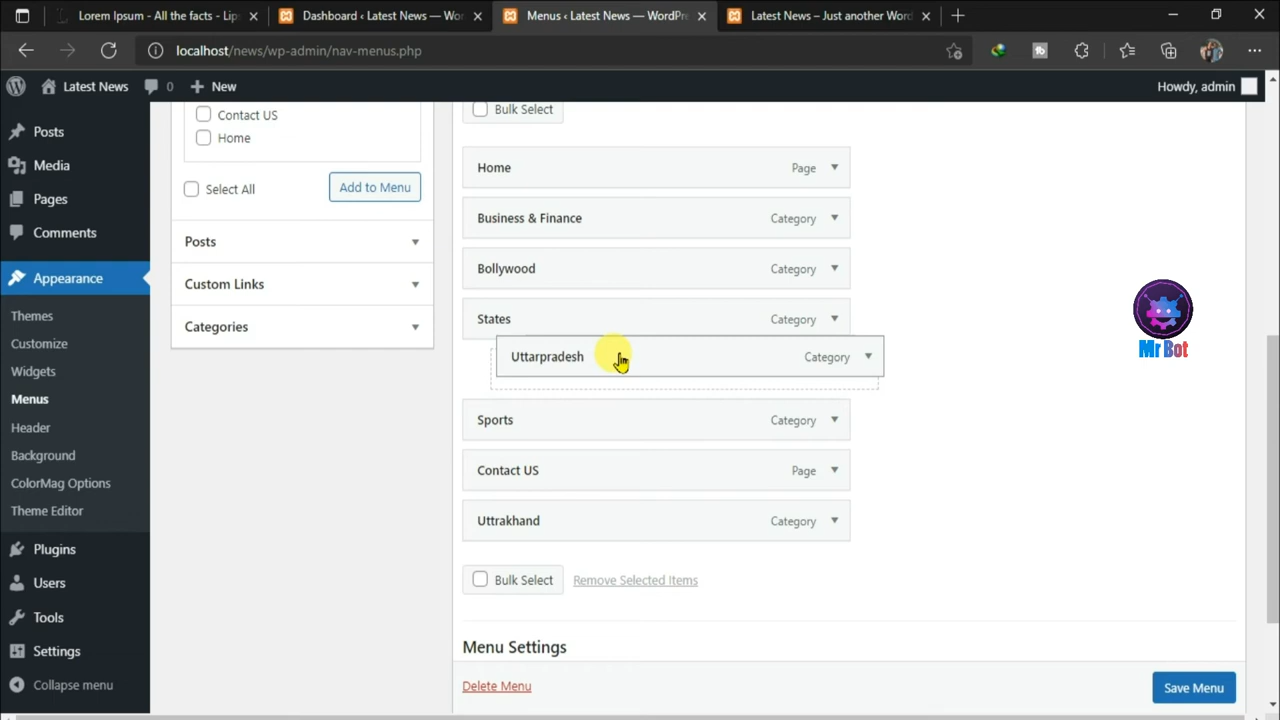 Lorem Ipsum - All the facts - Lip
Dashboard ‹ Latest News — Wor
Menus ‹ Latest News — WordPre
Latest News – Just another Word
localhost/news/wp-admin/nav-menus.php
Latest News
0
New
Howdy, admin
Posts
Media
Pages
Comments
Appearance
Themes
Customize
Widgets
Menus
Header
Background
ColorMag Options
Theme Editor
Plugins
Users
Tools
Settings
Collapse menu
Contact US
Home
Select All
Add to Menu
Posts
Custom Links
Categories
Bulk Select
Home Page
Business & Finance Category
Bollywood Category
States Category
Uttarpradesh Category
Sports Category
Contact US Page
Uttrakhand Category
Bulk Select
Remove Selected Items
Menu Settings
Delete Menu
Save Menu
Mr Bot